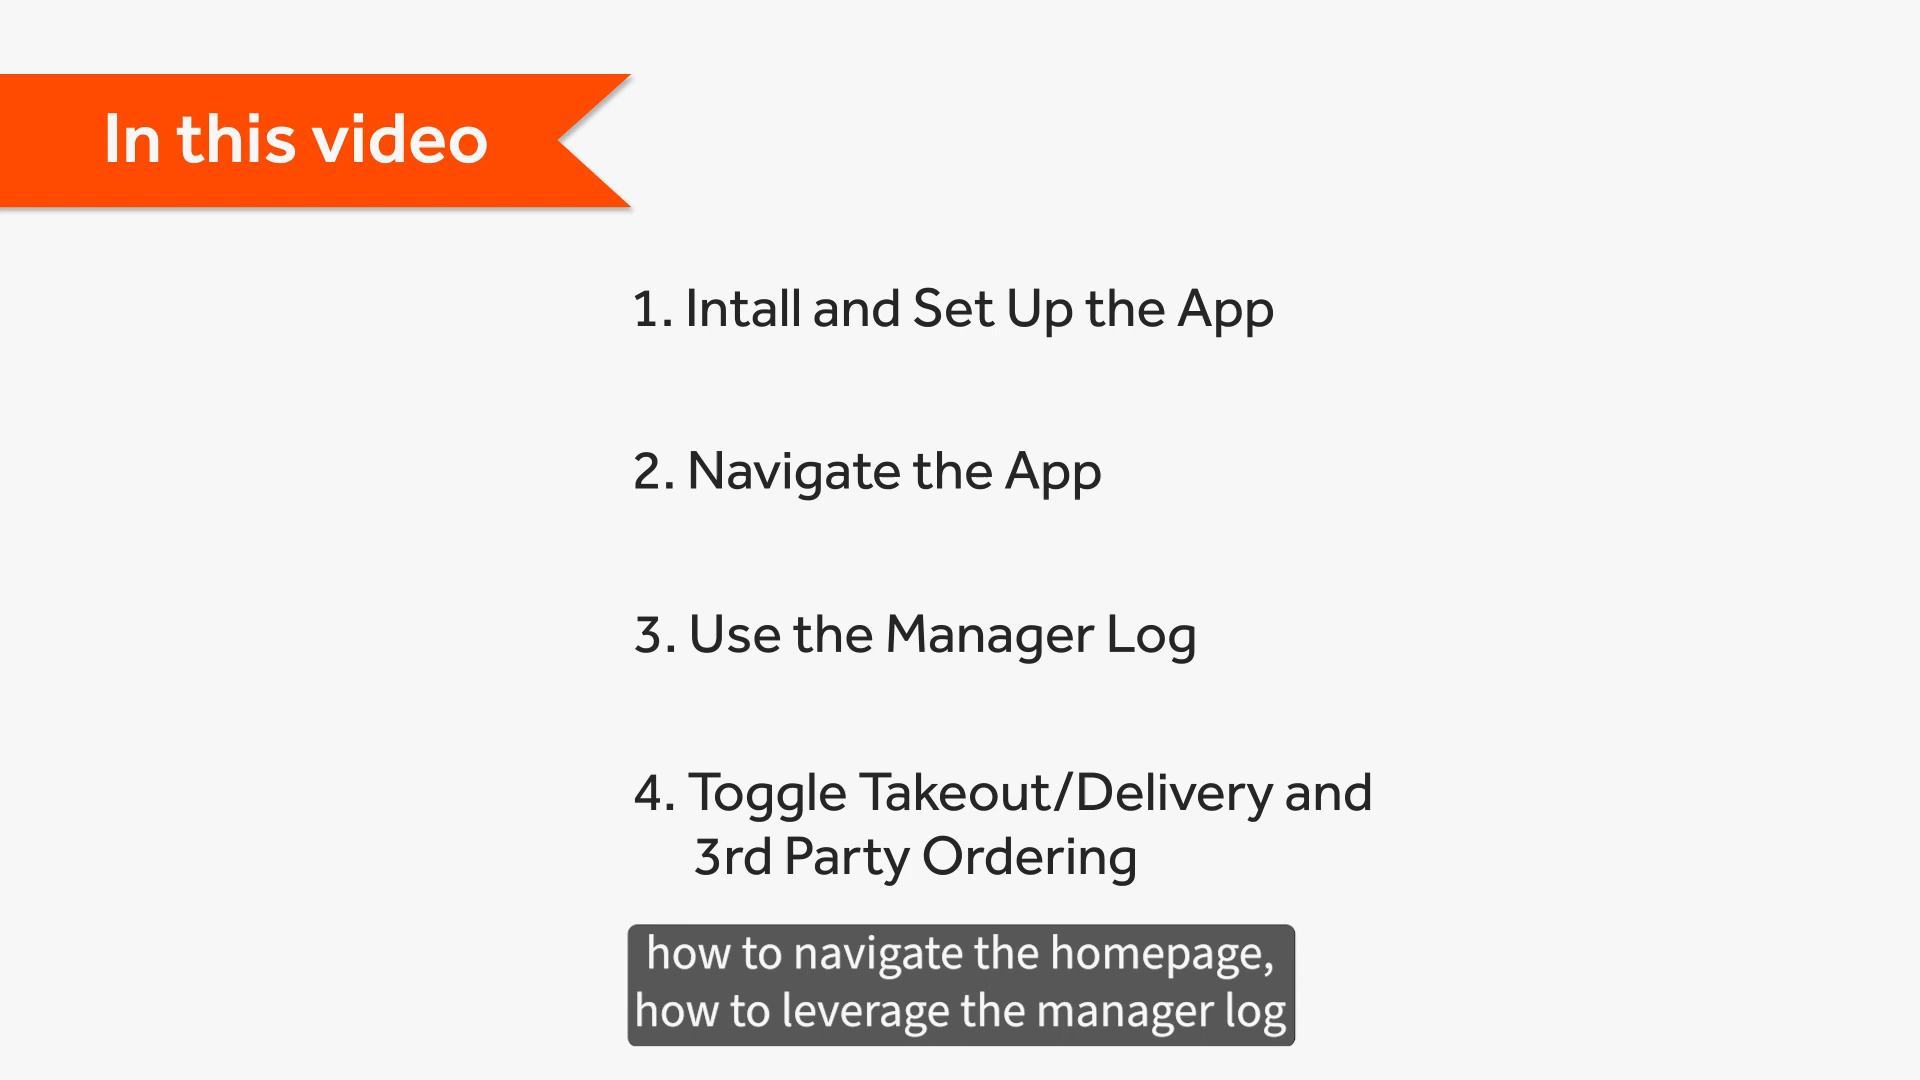 In this video
1. Intall and Set Up the App
2. Navigate the App
3. Use the Manager Log
4. Toggle Takeout/Delivery and
3rd Party Ordering
how to navigate the homepage,
how to leverage the manager log